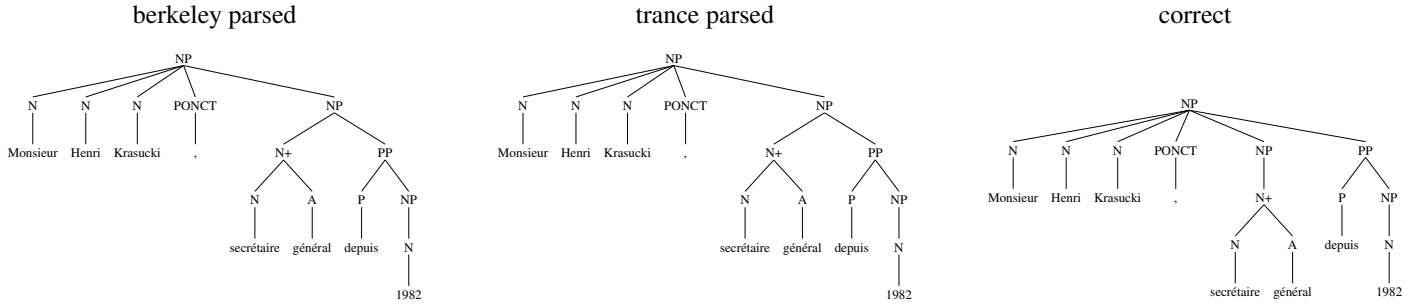 berkeley parsed
NP
N N N PONCT NP
Monsieur Henri Krasucki , N+ PP
N A P NP
secrétaire général depuis N
1982
trance parsed
NP
N N N PONCT NP
Monsieur Henri Krasucki , N+ PP
N A P NP
secrétaire général depuis N
1982
correct
NP
N N N PONCT NP PP
Monsieur Henri Krasucki , N+ P NP
N A depuis N
secrétaire général 1982